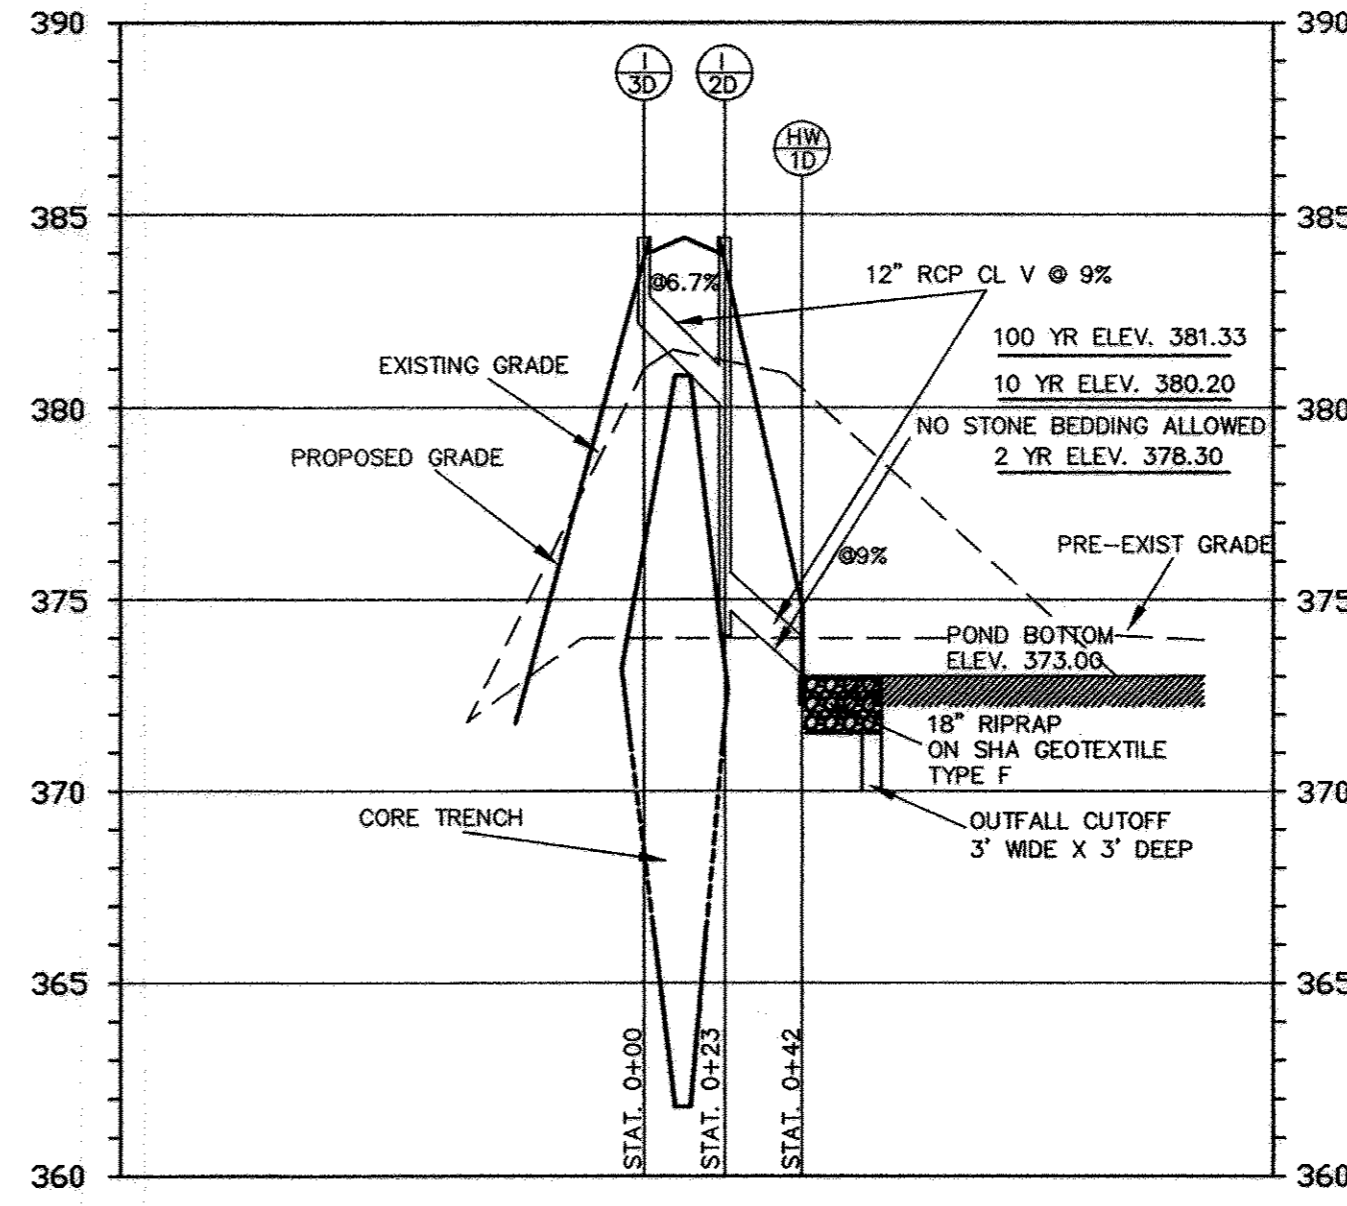 390
390
I
3D
I
2D
HW
1D
385
385
@6.7%
12" RCP CL V @ 9%
100 YR ELEV. 381.33
EXISTING GRADE
10 YR ELEV. 380.20
380
380
NO STONE BEDDING ALLOWED
PROPOSED GRADE
2 YR ELEV. 378.30
@9%
PRE-EXIST GRADE
375
375
POND BOTTOM
ELEV. 373.00
18" RIPRAP
ON SHA GEOTEXTILE
TYPE F
370
370
CORE TRENCH
OUTFALL CUTOFF
3' WIDE X 3' DEEP
365
365
STAT. 0+00
STAT. 0+23
STAT. 0+42
360
360